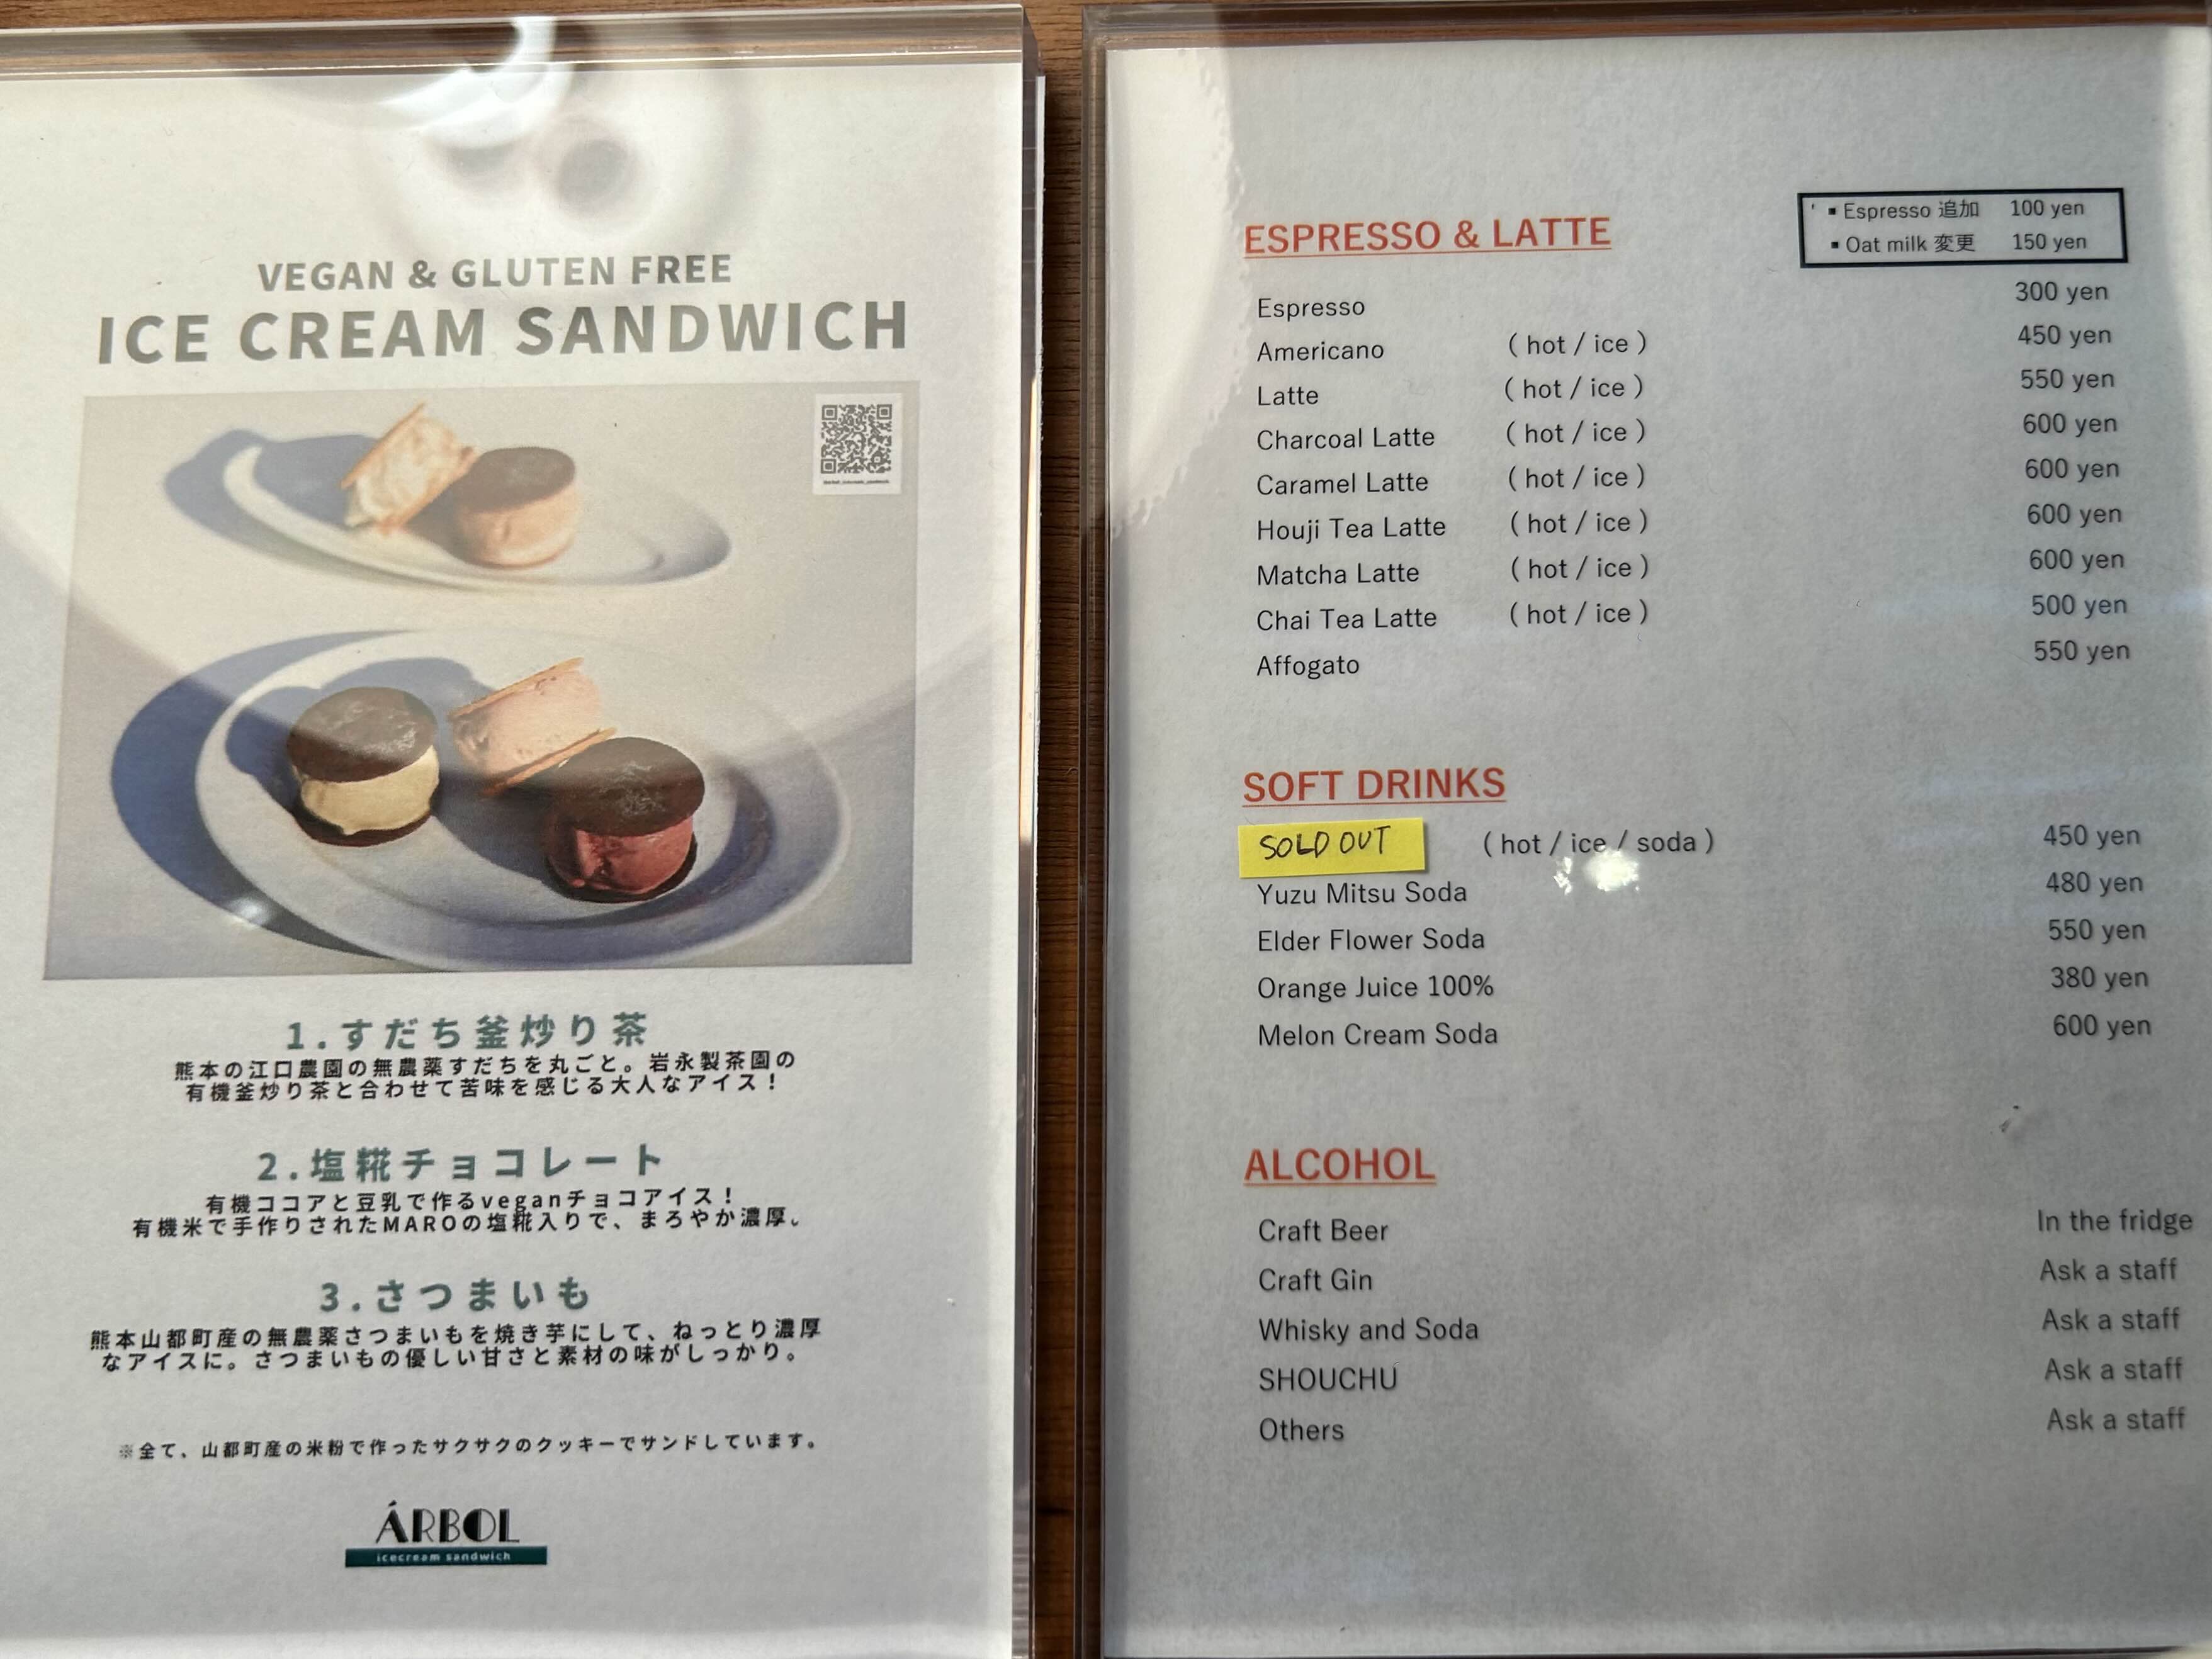 VEGAN & GLUTEN FREE
ICE CREAM SANDWICH
1.すだち釜炒り茶
熊本の江口農園の無農薬すだちを丸ごと。岩永製茶園の
有機釜炒り茶と合わせて苦味を感じる大人なアイス！
2.塩糀チョコレート
有機ココアと豆乳で作るveganチョコアイス！
有機米で手作りされたMAROの塩糀入りで、まろやか濃厚。
3.さつまいも
熊本山都町産の無農薬さつまいもを焼き芋にして、ねっとり濃厚
なアイスに。さつまいもの優しい甘さと素材の味がしっかり。
※全て、山都町産の米粉で作ったサクサクのクッキーでサンドしています。
ÁRBOL
icecream sandwich
ESPRESSO & LATTE
▪ Espresso 追加 100 yen
▪ Oat milk 変更 150 yen
Espresso 300 yen
Americano ( hot / ice ) 450 yen
Latte ( hot / ice ) 550 yen
Charcoal Latte ( hot / ice ) 600 yen
Caramel Latte ( hot / ice ) 600 yen
Houji Tea Latte ( hot / ice ) 600 yen
Matcha Latte ( hot / ice ) 600 yen
Chai Tea Latte ( hot / ice ) 500 yen
Affogato 550 yen
SOFT DRINKS
SOLD OUT ( hot / ice / soda ) 450 yen
Yuzu Mitsu Soda 480 yen
Elder Flower Soda 550 yen
Orange Juice 100% 380 yen
Melon Cream Soda 600 yen
ALCOHOL
Craft Beer In the fridge
Craft Gin Ask a staff
Whisky and Soda Ask a staff
SHOUCHU Ask a staff
Others Ask a staff